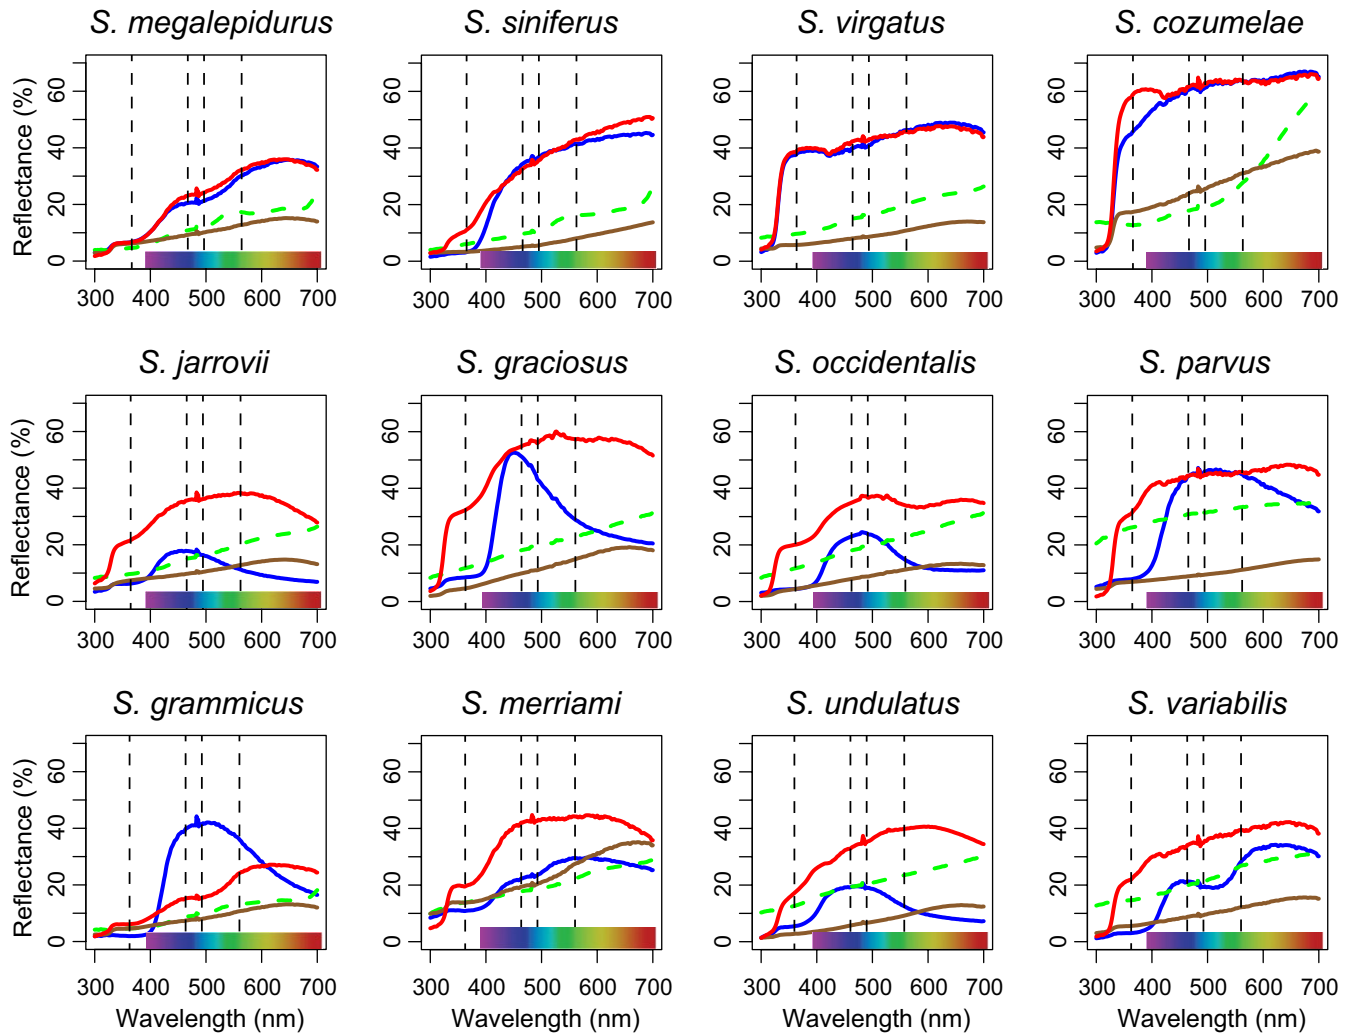 S. megalepidurus
S. siniferus
S. virgatus
S. cozumelae
Reflectance (%)
0 20 40 60
0 20 40 60
0 20 40 60
0 20 40 60
300 400 500 600 700
300 400 500 600 700
300 400 500 600 700
300 400 500 600 700
S. jarrovii
S. graciosus
S. occidentalis
S. parvus
Reflectance (%)
0 20 40 60
0 20 40 60
0 20 40 60
0 20 40 60
300 400 500 600 700
300 400 500 600 700
300 400 500 600 700
300 400 500 600 700
S. grammicus
S. merriami
S. undulatus
S. variabilis
Reflectance (%)
0 20 40 60
0 20 40 60
0 20 40 60
0 20 40 60
300 400 500 600 700
300 400 500 600 700
300 400 500 600 700
300 400 500 600 700
Wavelength (nm)
Wavelength (nm)
Wavelength (nm)
Wavelength (nm)